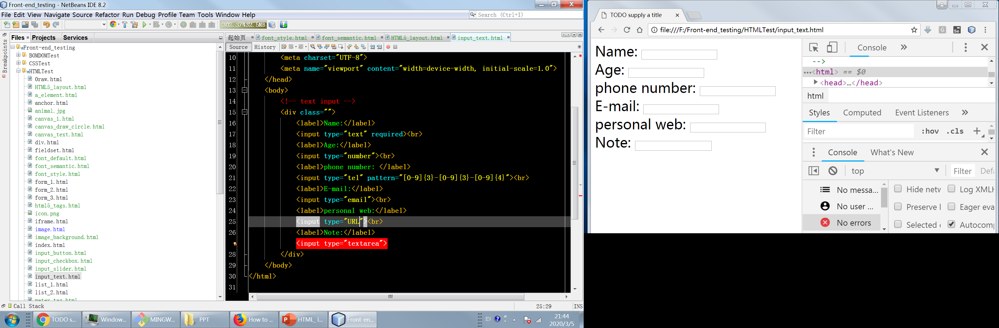 Front-end_testing - NetBeans IDE 8.2
File Edit View Navigate Source Refactor Run Debug Profile Team Tools Window Help
Search (Ctrl+I)
302.3/432.5MB
Breakpoints
Files Projects Services
Front-end_testing
BOMDOMTest
CSSTest
HTMLTest
0raw.html
HTML5_layout.html
a_element.html
anchor.html
animal.jpg
canvas_1.html
canvas_draw_circle.html
canvas_text.html
div.html
fieldset.html
font_default.html
font_semantic.html
font_style.html
form_1.html
form_2.html
form_3.html
html5_tags.html
icon.png
iframe.html
image.html
image_background.html
index.html
input_button.html
input_checkbox.html
input_slider.html
input_text.html
list_1.html
list_2.html
meter_tag.html
起始页 font_style.html font_semantic.html HTML5_layout.html input_text.html
Source History
10 <meta charset="UTF-8">
11 <meta name="viewport" content="width=device-width, initial-scale=1.0">
12 </head>
13 <body>
14 <!-- text input -->
15 <div class="">
16 <label>Name:</label>
17 <input type="text" required><br>
18 <label>Age:</label>
19 <input type="number"><br>
20 <label>phone number: </label>
21 <input type="tel" pattern="[0-9]{3}-[0-9]{3}-[0-9]{4}"><br>
22 <label>E-mail:</label>
23 <input type="email"><br>
24 <label>personal web:</label>
25 <input type="URL"><br>
26 <label>Note:</label>
<input type="textarea">
28 </div>
29 </body>
30 </html>
31
Call Stack
25:29 INS
TODO s...
Window...
MINGW...
PPT
How to ...
HTML_ i...
Front-en...
EN
21:44
2020/3/5
TODO supply a title
file:///F:/Front-end_testing/HTMLTest/input_text.html
Name:
Age:
phone number:
E-mail:
personal web:
Note:
Console
-->
...<html> == $0
<head>…</head>
html
Styles Computed Event Listeners
Filter :hov .cls
Console What's New
top Filter Defa
No messa... Hide netw Log XMLH
No user ... Preserve l Eager eva
No errors Selected c Autocomp